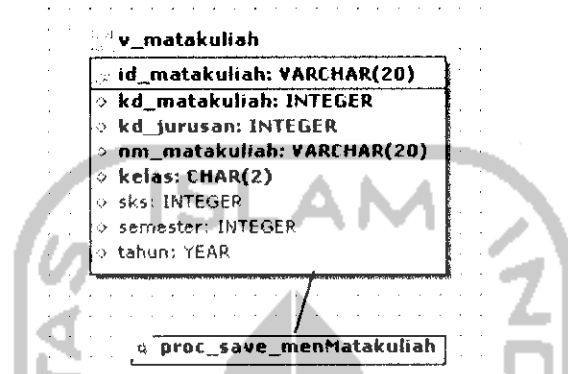 v_matakuliah
id_matakuliah: VARCHAR(20)
kd_matakuliah: INTEGER
kd_jurusan: INTEGER
nm_matakuliah: VARCHAR(20)
kelas: CHAR(2)
sks: INTEGER
semester: INTEGER
tahun: YEAR
ISLAM
proc_save_menMatakuliah